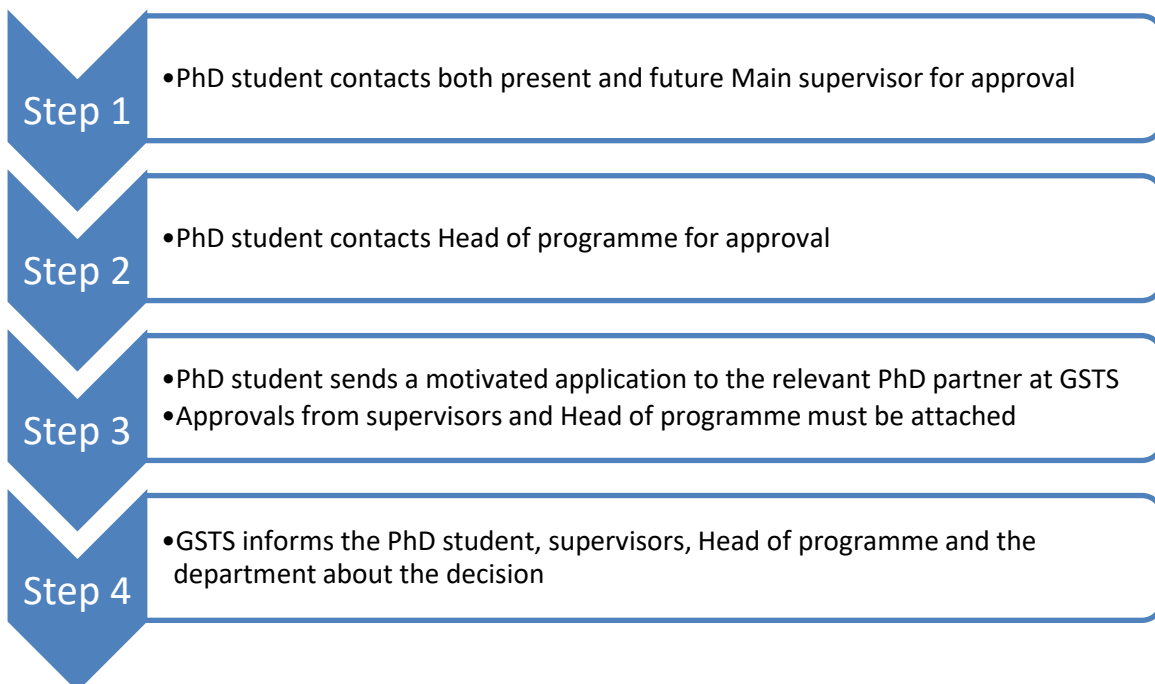 Step 1
•PhD student contacts both present and future Main supervisor for approval
Step 2
•PhD student contacts Head of programme for approval
Step 3
•PhD student sends a motivated application to the relevant PhD partner at GSTS
•Approvals from supervisors and Head of programme must be attached
Step 4
•GSTS informs the PhD student, supervisors, Head of programme and the
department about the decision